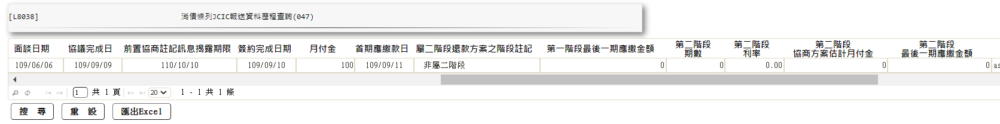 [L8038] 消債條列JCIC報送資料歷程查詢(047)
面談日期 協議完成日 前置協商註記訊息揭露期限 簽約完成日期 月付金 首期應繳款日 屬二階段還款方案之階段註記 第一階段最後一期應繳金額 第二階段 第二階段 第二階段 第二階段
期數 利率 協商方案估計月付金 最後一期應繳金額
109/06/06 109/09/09 110/10/10 109/09/10 100 109/09/11 非屬二階段 0 0 0.00 0 0 as
1 共 1 頁 20 1 - 1 共 1 條
搜 尋 重 設 匯出Excel